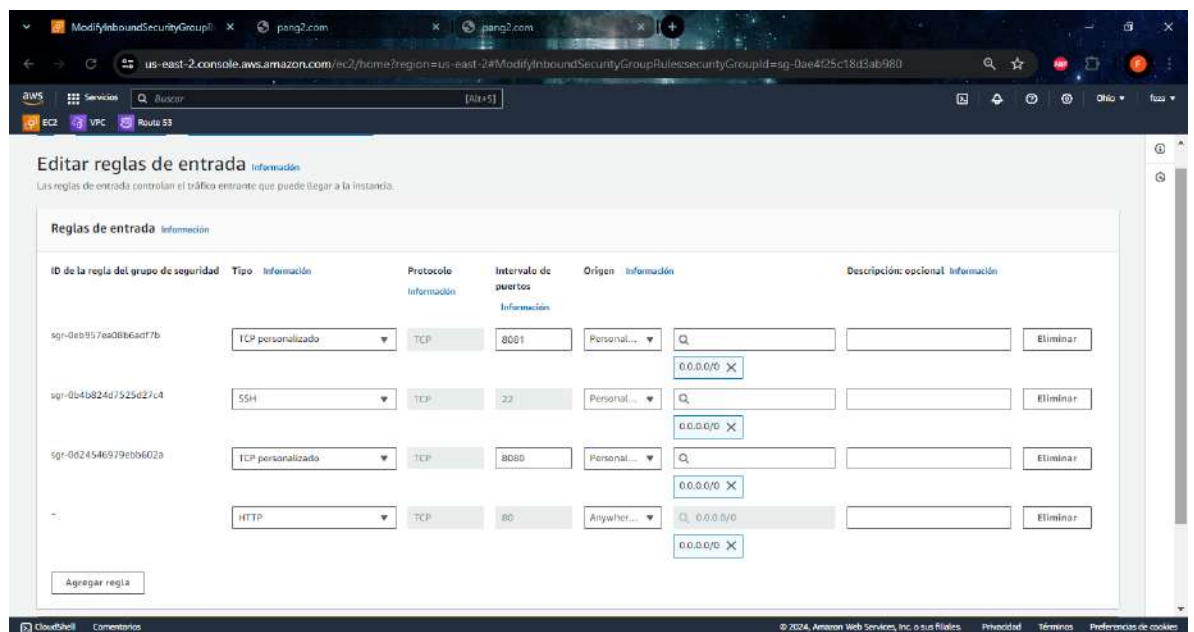 ModifyInboundSecurityGroupR
pang2.com
pang2.com
us-east-2.console.aws.amazon.com/ec2/home?region=us-east-2#ModifyInboundSecurityGroupRules:securityGroupId=sg-0ae4f25c18d3ab980
aws Servicios Buscar [Alt+S] Ohio
EC2 VPC Route 53
Editar reglas de entrada Información
Las reglas de entrada controlan el tráfico entrante que puede llegar a la instancia.
Reglas de entrada Información
ID de la regla del grupo de seguridad Tipo Información Protocolo Información Intervalo de puertos Información Origen Información Descripción: opcional Información
sgr-0eb957ea08b6adf7b TCP personalizado TCP 8081 Personal... Eliminar
0.0.0.0/0
sgr-0b4b824d7525d27c4 SSH TCP 22 Personal... Eliminar
0.0.0.0/0
sgr-0d24546979ebb602a TCP personalizado TCP 8080 Personal... Eliminar
0.0.0.0/0
- HTTP TCP 80 Anywher... 0.0.0.0/0 Eliminar
0.0.0.0/0
Agregar regla
CloudShell Comentarios © 2024, Amazon Web Services, Inc. o sus filiales. Privacidad Términos Preferencias de cookies